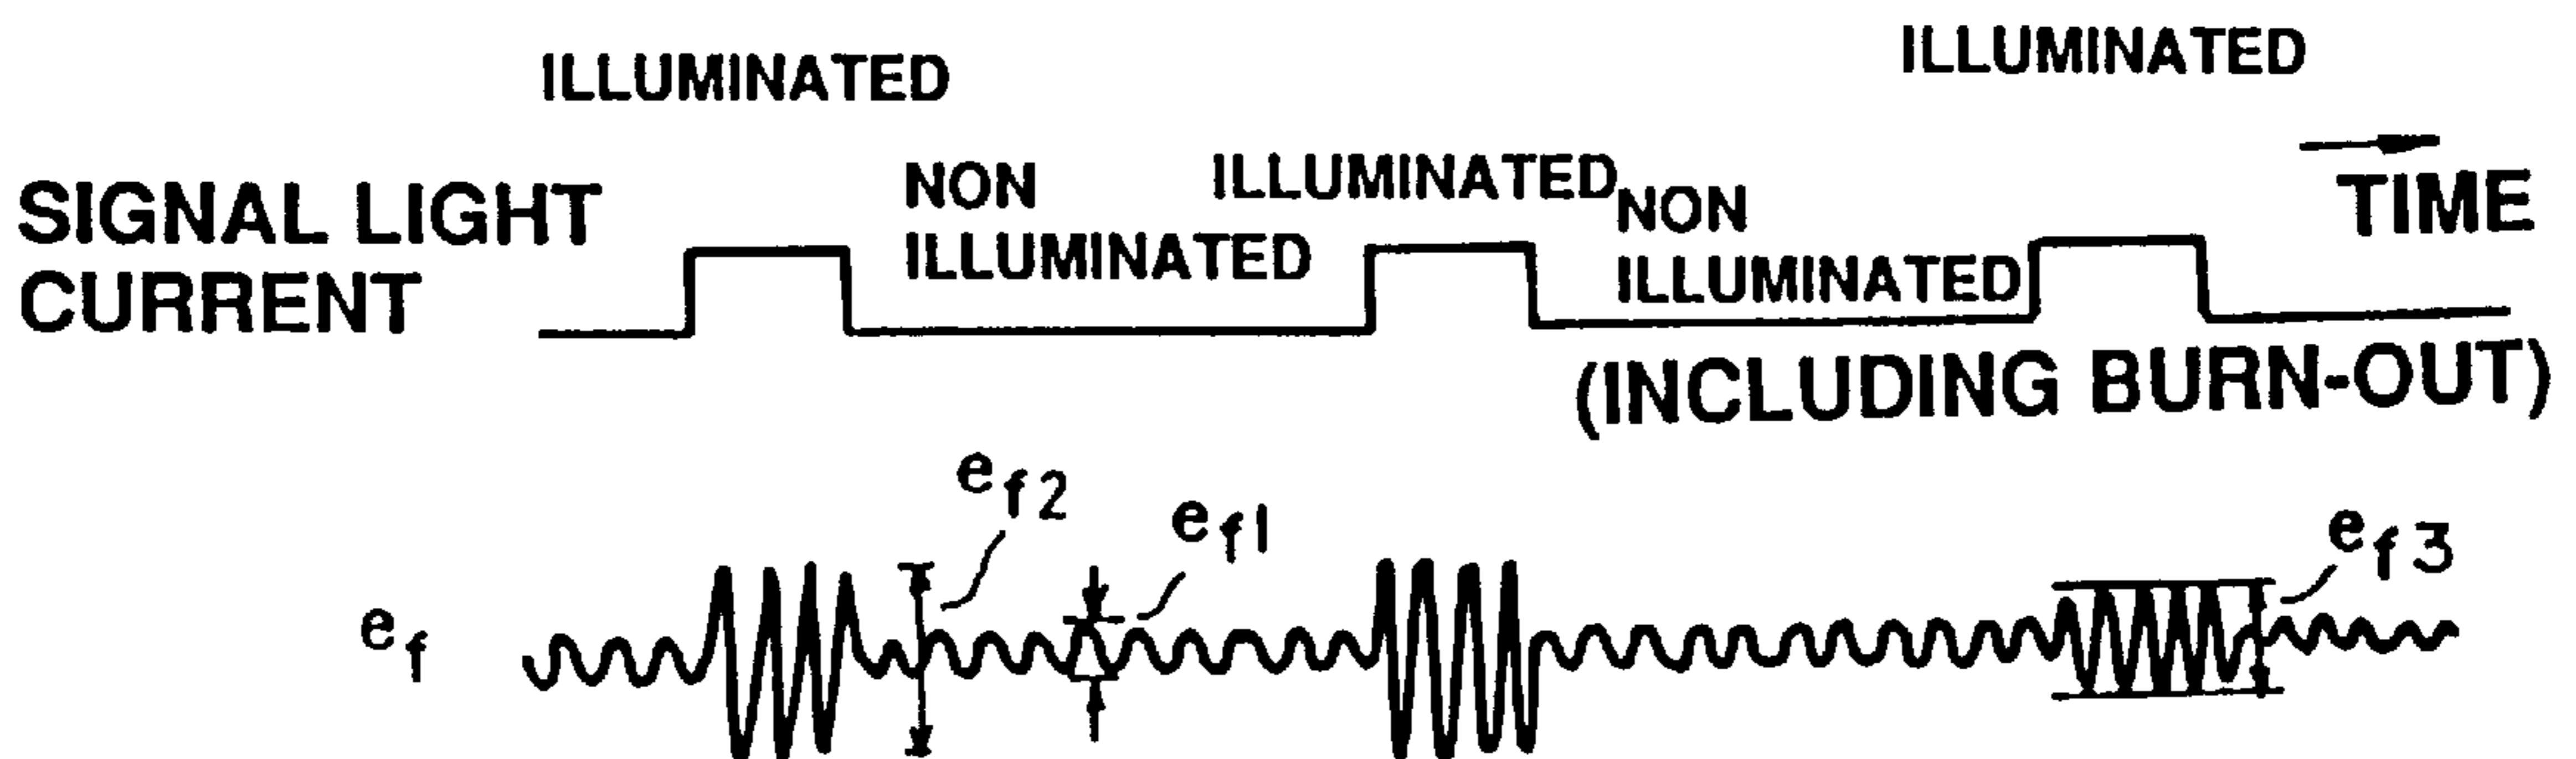 ILLUMINATED
ILLUMINATED
SIGNAL LIGHT
CURRENT
NON
ILLUMINATED
ILLUMINATED
NON
ILLUMINATED
TIME
(INCLUDING BURN-OUT)
ef2
ef1
ef3
ef